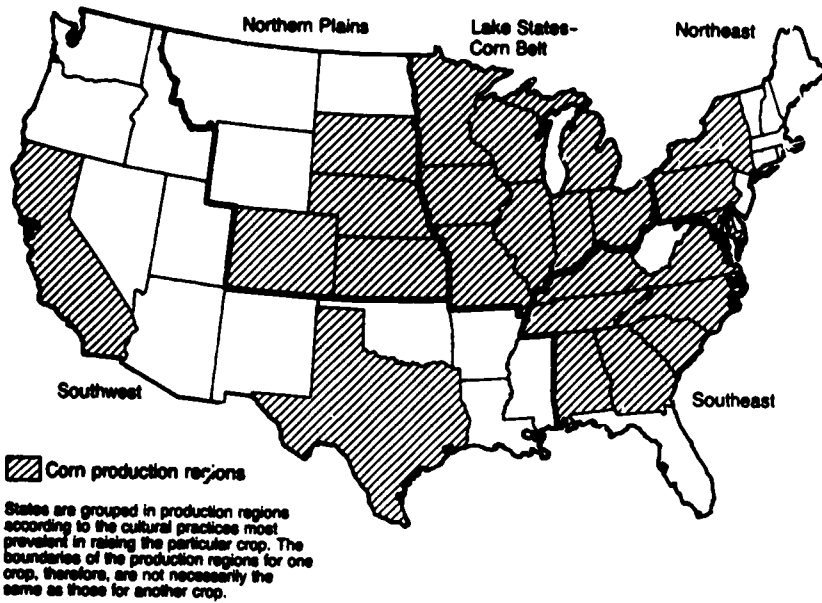 Northern Plains
Lake States-
Corn Belt
Northeast
Southwest
Southeast
Corn production regions
States are grouped in production regions
according to the cultural practices most
prevalent in raising the particular crop. The
boundaries of the production regions for one
crop, therefore, are not necessarily the
same as those for another crop.